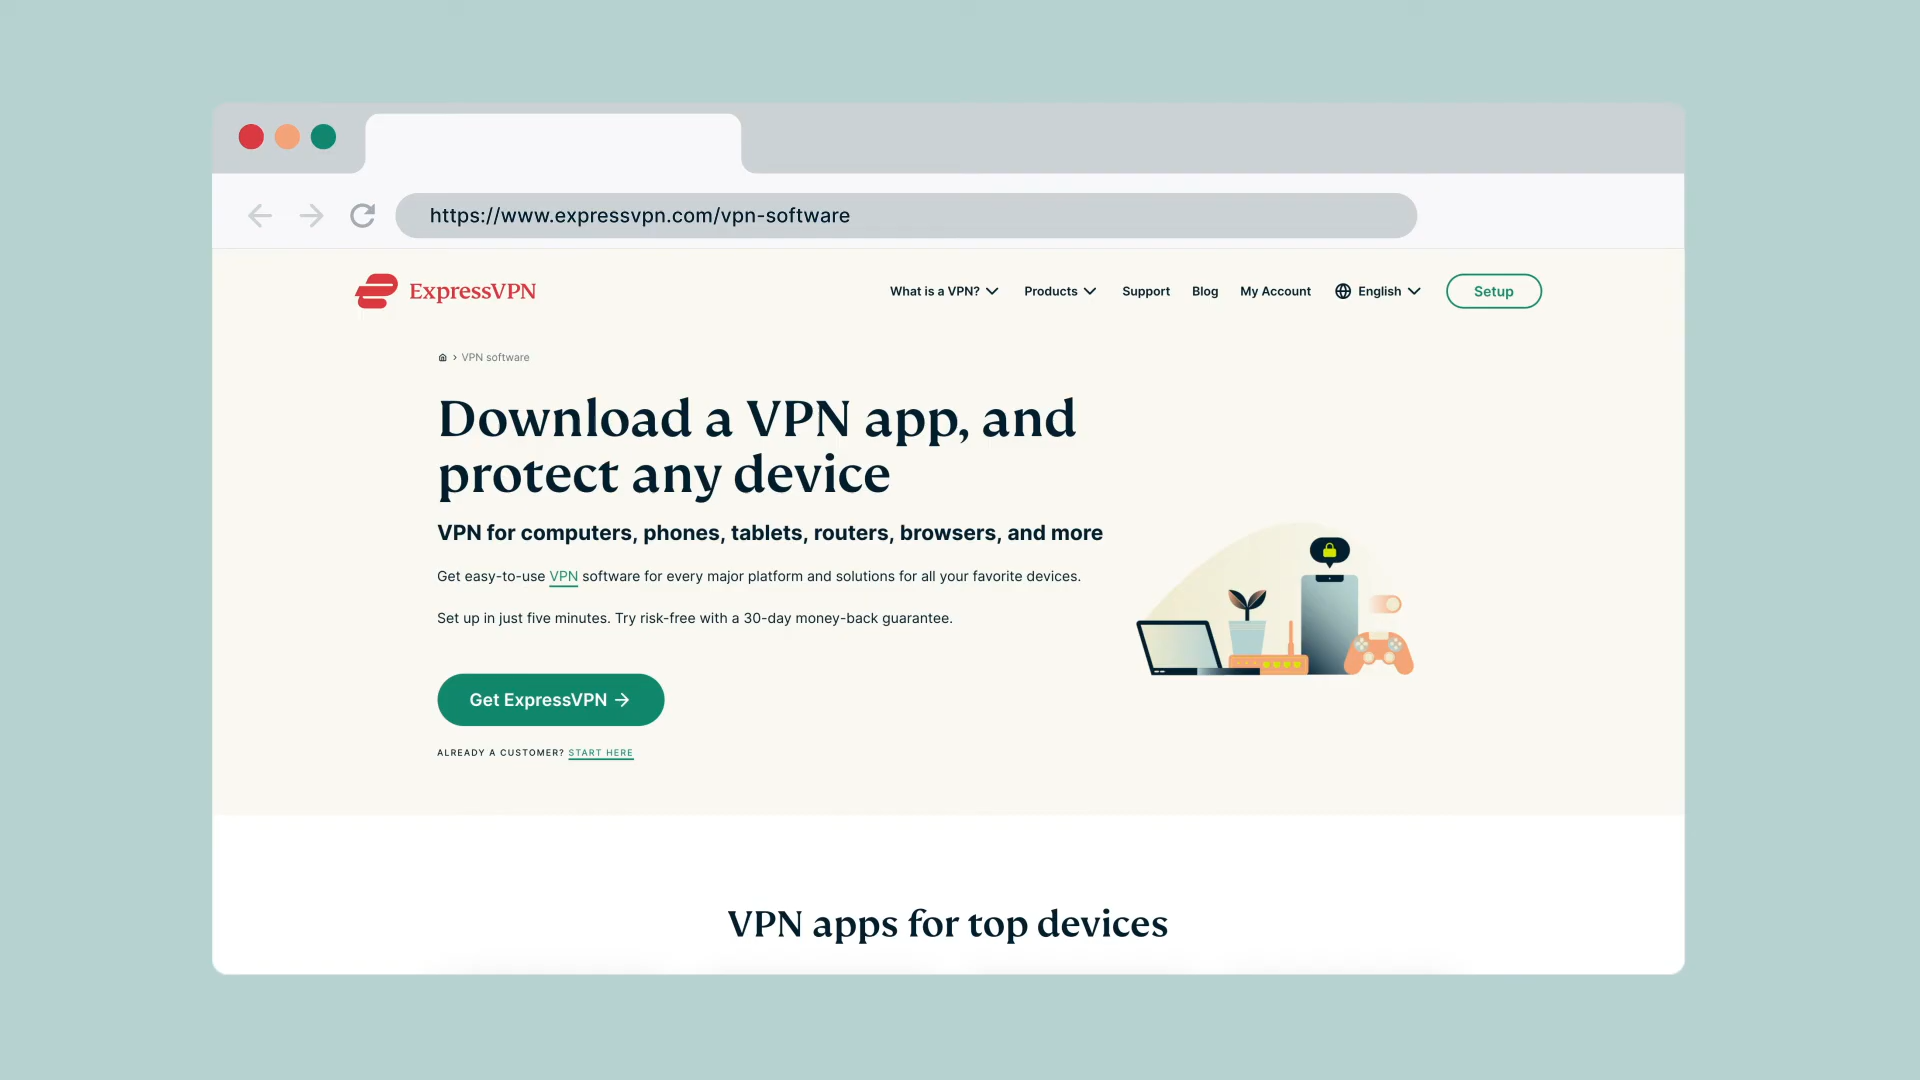 https://www.expressvpn.com/vpn-software
ExpressVPN
What is a VPN?
Products
Support
Blog
My Account
English
Setup
VPN software
Download a VPN app, and
protect any device
VPN for computers, phones, tablets, routers, browsers, and more
Get easy-to-use VPN software for every major platform and solutions for all your favorite devices.
Set up in just five minutes. Try risk-free with a 30-day money-back guarantee.
Get ExpressVPN
ALREADY A CUSTOMER? START HERE
VPN apps for top devices